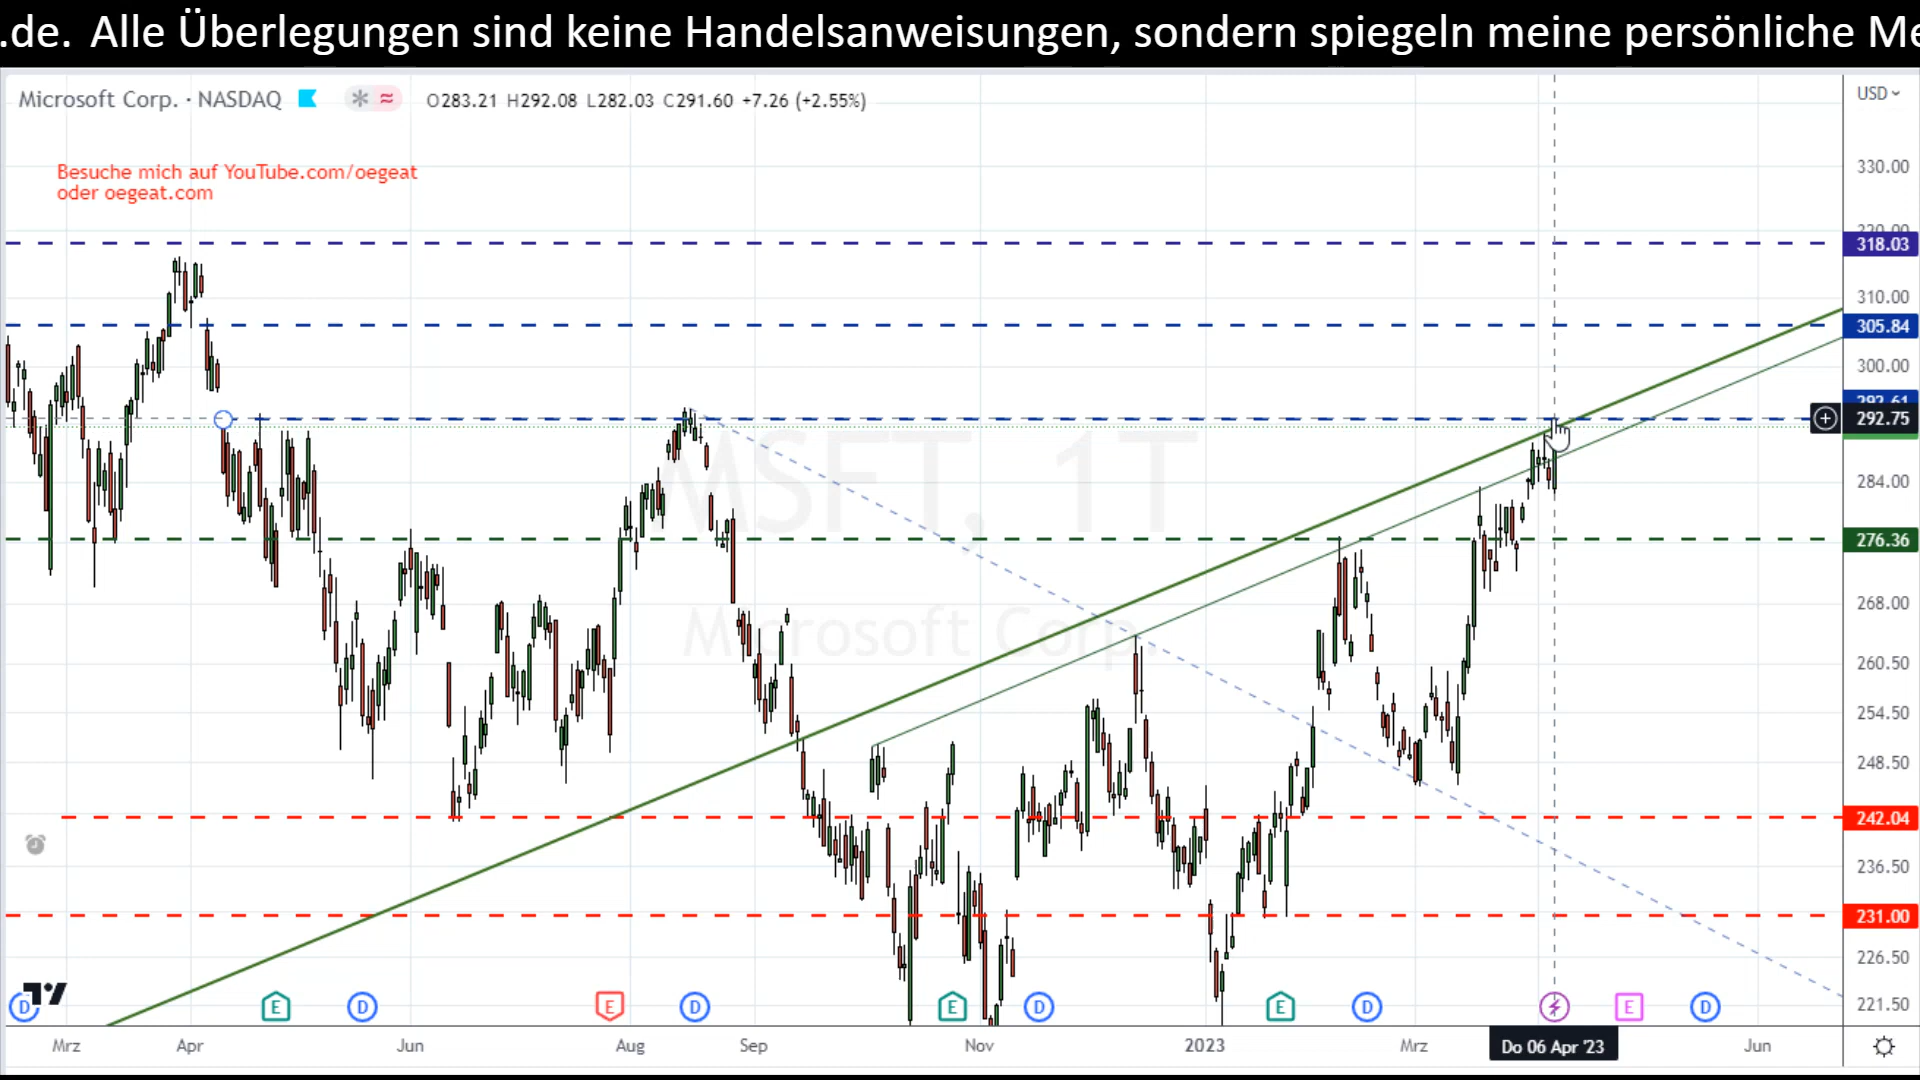 .de. Alle Überlegungen sind keine Handelsanweisungen, sondern spiegeln meine persönliche Me
Microsoft Corp. · NASDAQ
O283.21 H292.08 L282.03 C291.60 +7.26 (+2.55%)
USD
Besuche mich auf YouTube.com/oegeat
oder oegeat.com
330.00
320.00
318.03
310.00
305.84
300.00
292.61
292.75
284.00
276.36
268.00
260.50
254.50
248.50
242.04
236.50
231.00
226.50
221.50
MSFT, 1T
Microsoft Corp.
D E D E D E D E D E D
Mrz Apr Jun Aug Sep Nov 2023 Mrz Do 06 Apr '23 Jun